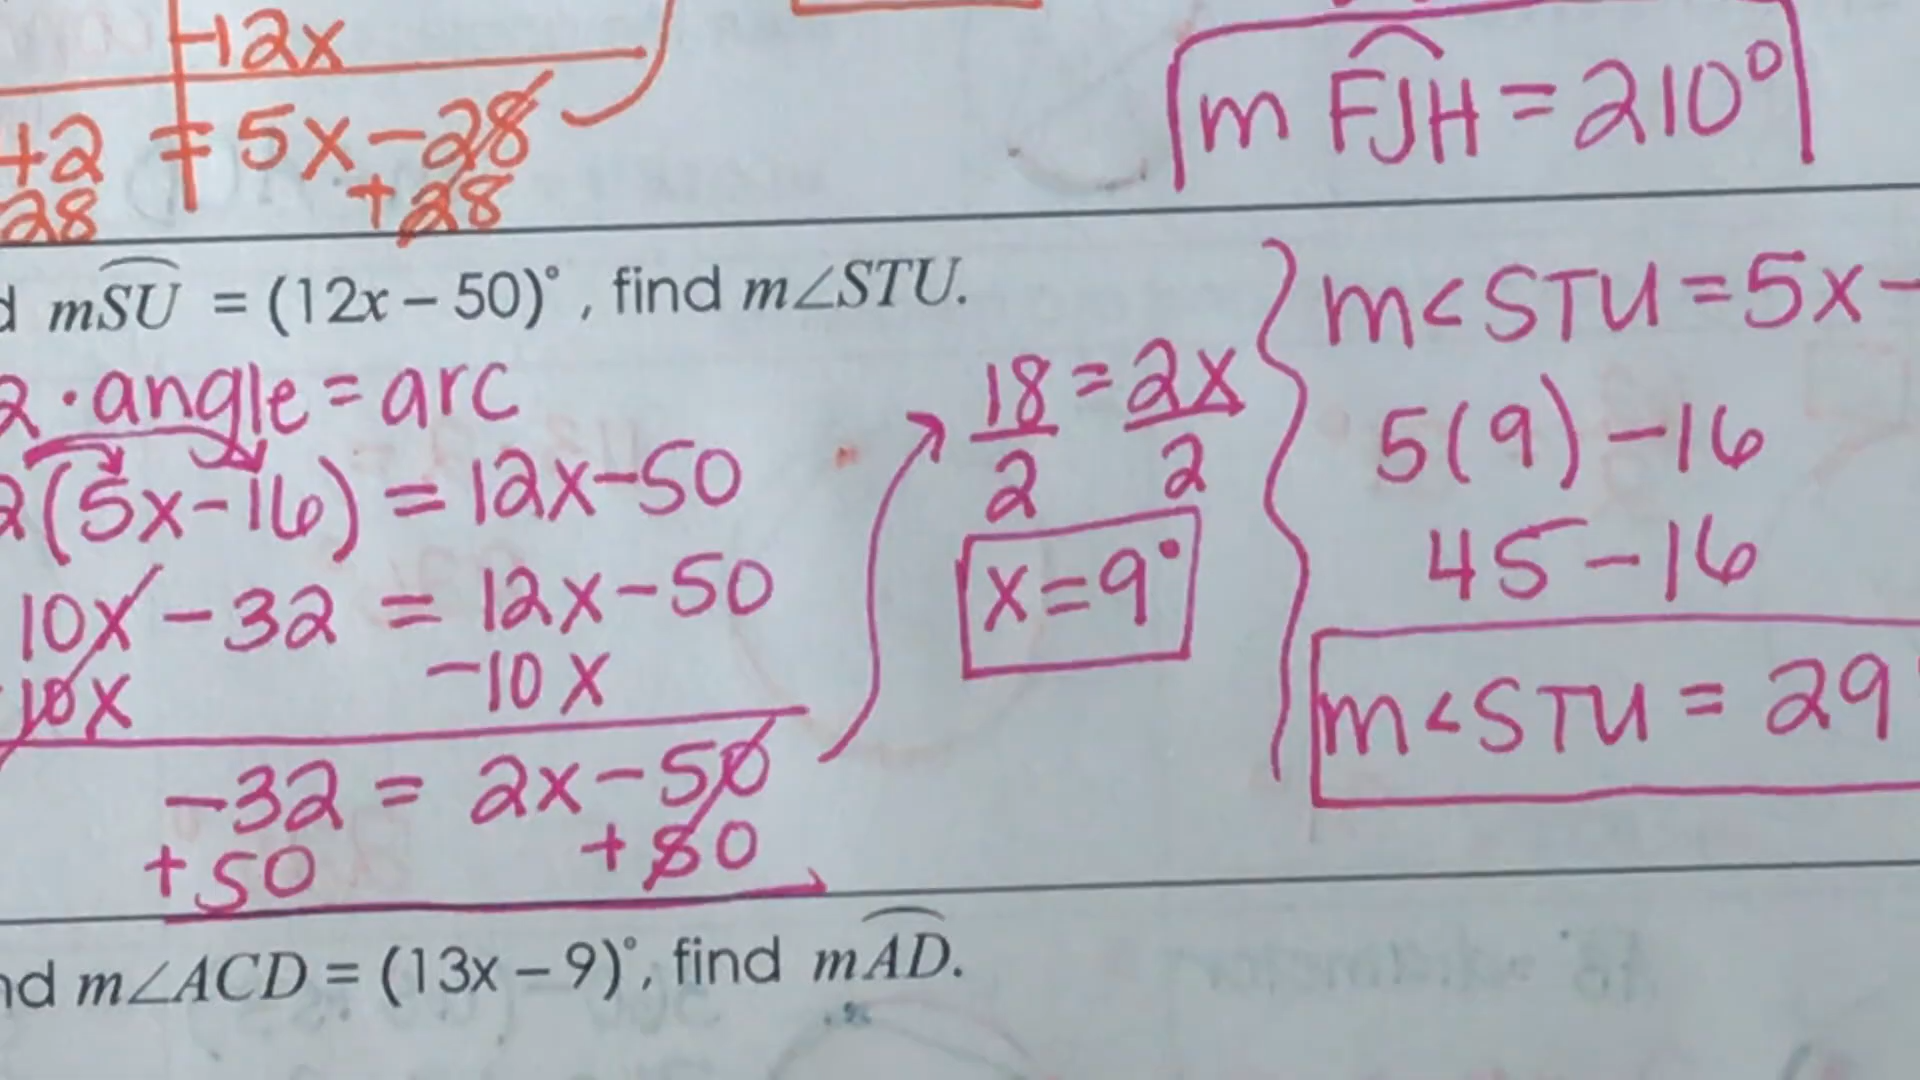 -12x
+2 = 5x-28
28 +28
m FJH = 210°
mSU = (12x – 50)°, find m∠STU.
2 · angle = arc
2(5x-16) = 12x-50
10x - 32 = 12x-50
10x -10x
-32 = 2x-50
+50 +50
18 = 2x
2 2
x=9°
m<STU = 5x-
5(9) -16
45-16
m<STU = 29
nd m∠ACD = (13x – 9)°, find mAD.